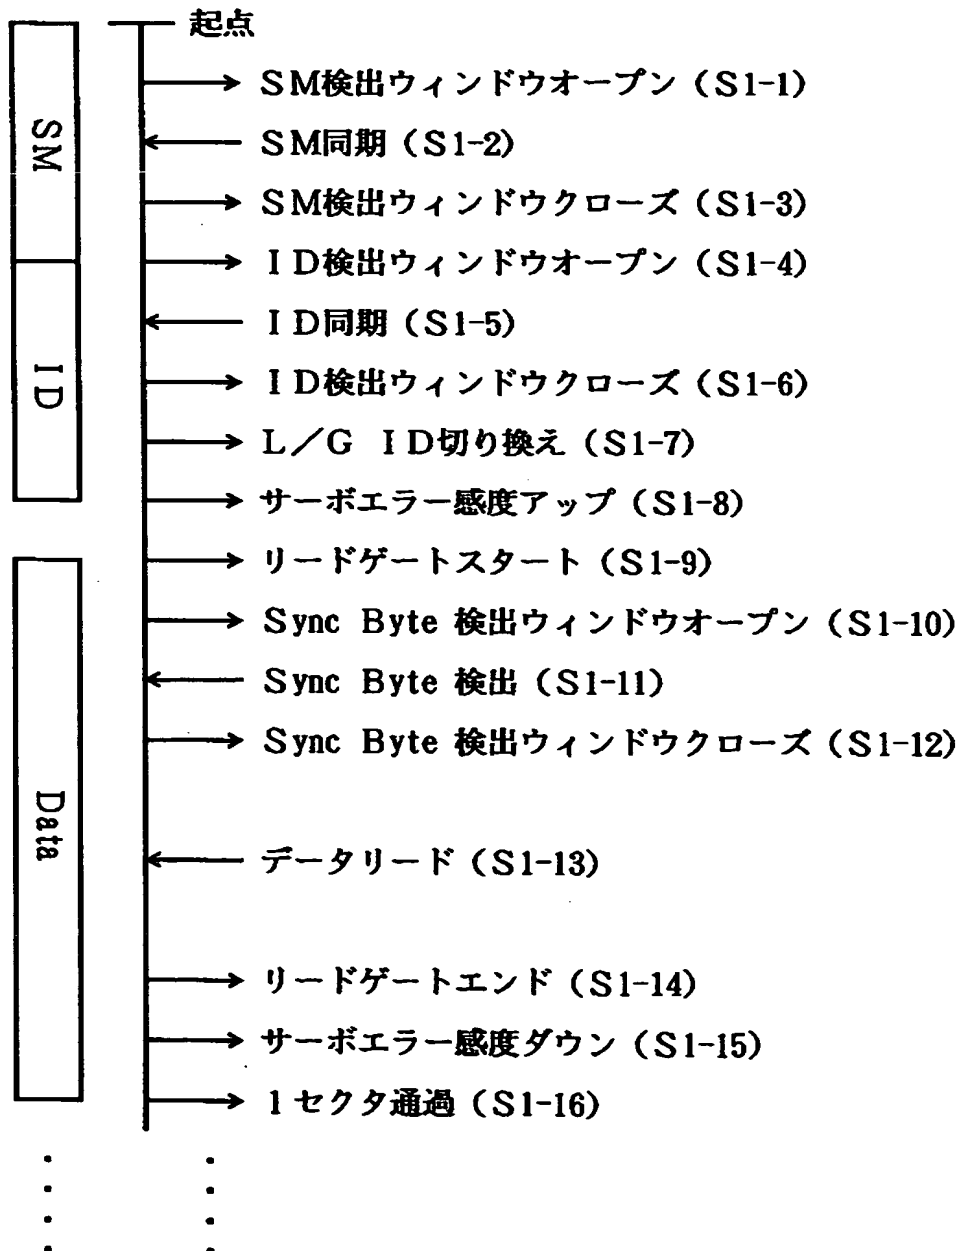 起点
SM検出ウィンドウオープン(S1-1)
SM同期(S1-2)
SM検出ウィンドウクローズ(S1-3)
ID検出ウィンドウオープン(S1-4)
ID同期(S1-5)
ID検出ウィンドウクローズ(S1-6)
L/G ID切り換え(S1-7)
サーボエラー感度アップ(S1-8)
リードゲートスタート(S1-9)
Sync Byte 検出ウィンドウオープン(S1-10)
Sync Byte 検出(S1-11)
Sync Byte 検出ウィンドウクローズ(S1-12)
データリード(S1-13)
リードゲートエンド(S1-14)
サーボエラー感度ダウン(S1-15)
1セクタ通過(S1-16)
SM
ID
Data